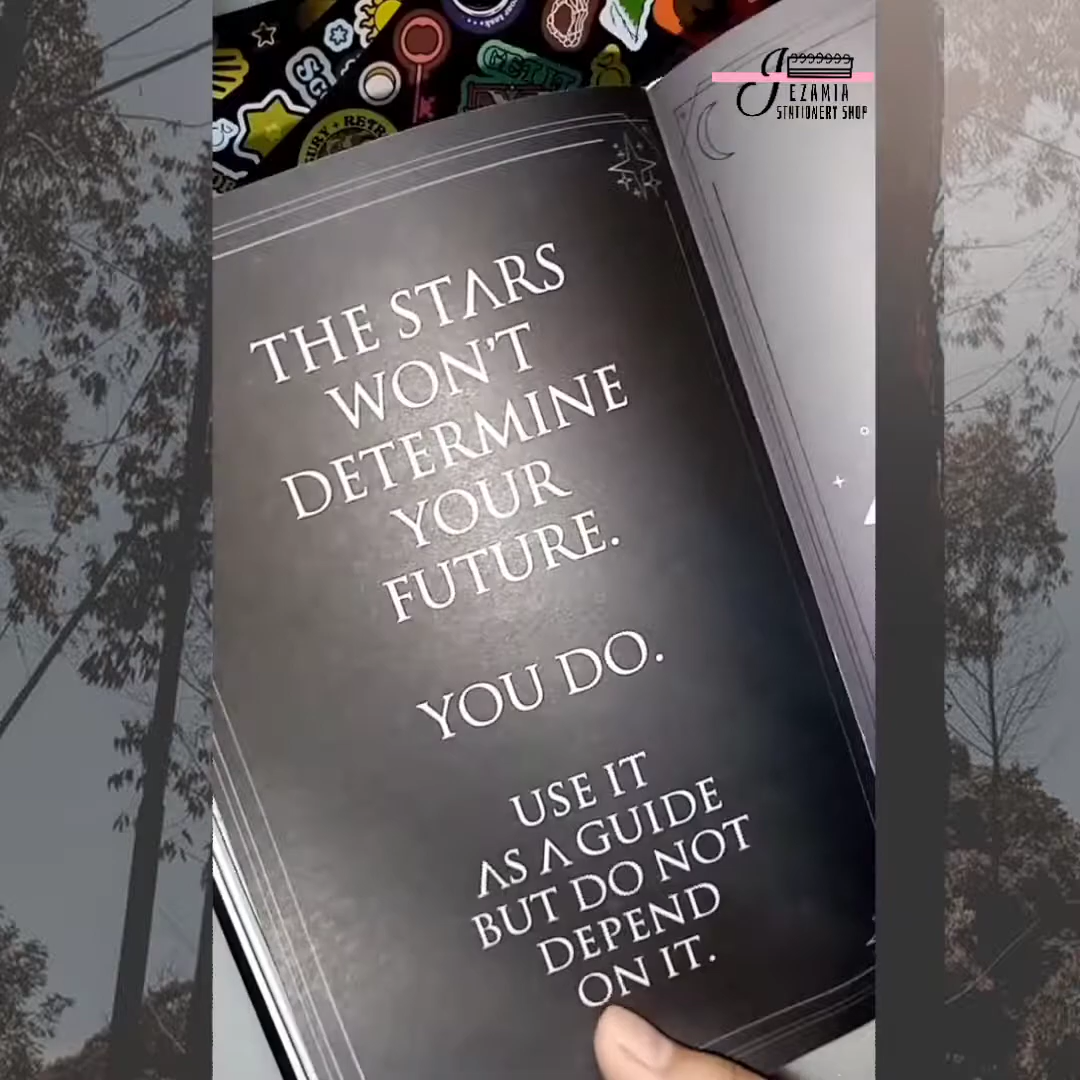 JEZAMIA
STATIONERY SHOP
THE STARS
WON'T
DETERMINE
YOUR
FUTURE.
YOU DO.
USE IT
AS A GUIDE
BUT DO NOT
DEPEND
ON IT.